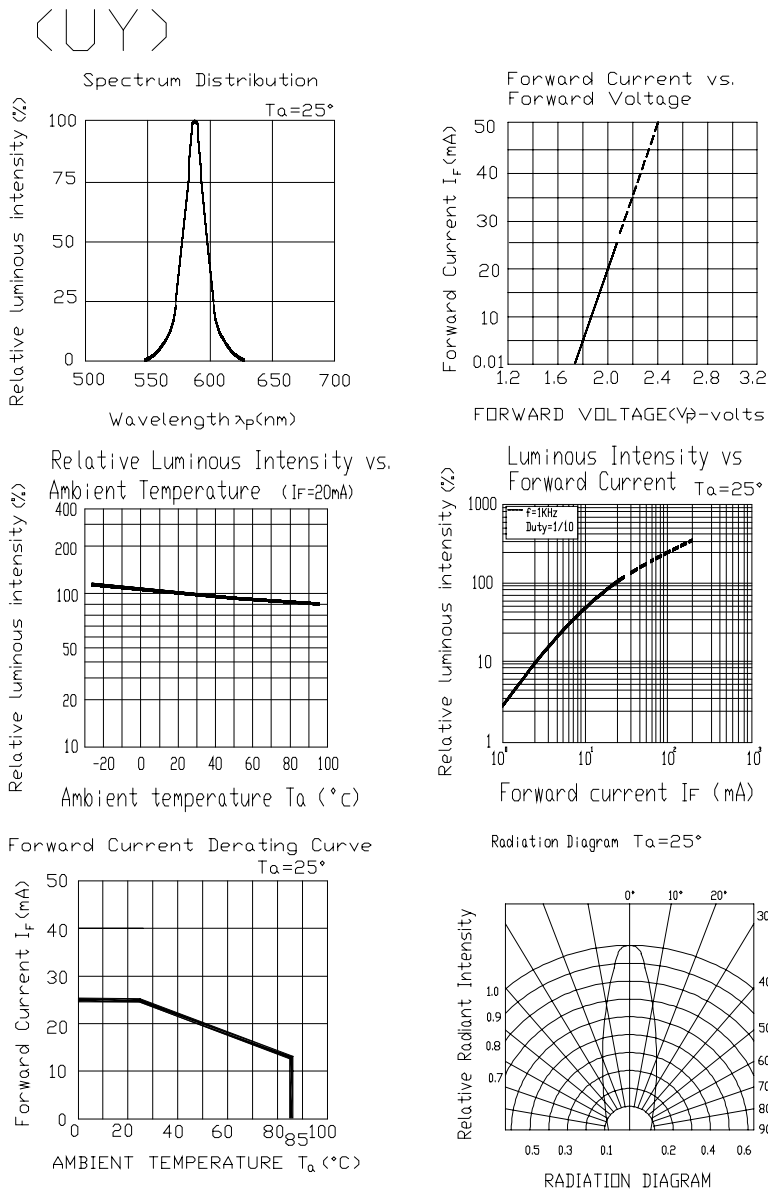 (UY)
Spectrum Distribution
Ta=25°
Relative luminous intensity (%)
100
75
50
25
0
500 550 600 650 700
Wavelength λp(nm)
Forward Current vs.
Forward Voltage
Forward Current IF (mA)
50
40
30
20
10
0.01
1.2 1.6 2.0 2.4 2.8 3.2
FORWARD VOLTAGE(VF)-volts
Relative Luminous Intensity vs.
Ambient Temperature (IF=20mA)
Relative luminous intensity (%)
400
200
100
50
20
10
-20 0 20 40 60 80 100
Ambient temperature Ta (°C)
Luminous Intensity vs
Forward Current Ta=25°
Relative luminous intensity (%)
f=1KHz
Duty=1/10
1000
100
10
1
10⁰ 10¹ 10² 10³
Forward current IF (mA)
Forward Current Derating Curve
Ta=25°
Forward Current IF (mA)
50
40
30
20
10
0
0 20 40 60 80 85 100
AMBIENT TEMPERATURE Ta (°C)
Radiation Diagram Ta=25°
Relative Radiant Intensity
0° 10° 20°
30
40
50
60
70
80
90
1.0
0.9
0.8
0.7
0.5 0.3 0.1 0.2 0.4 0.6
RADIATION DIAGRAM